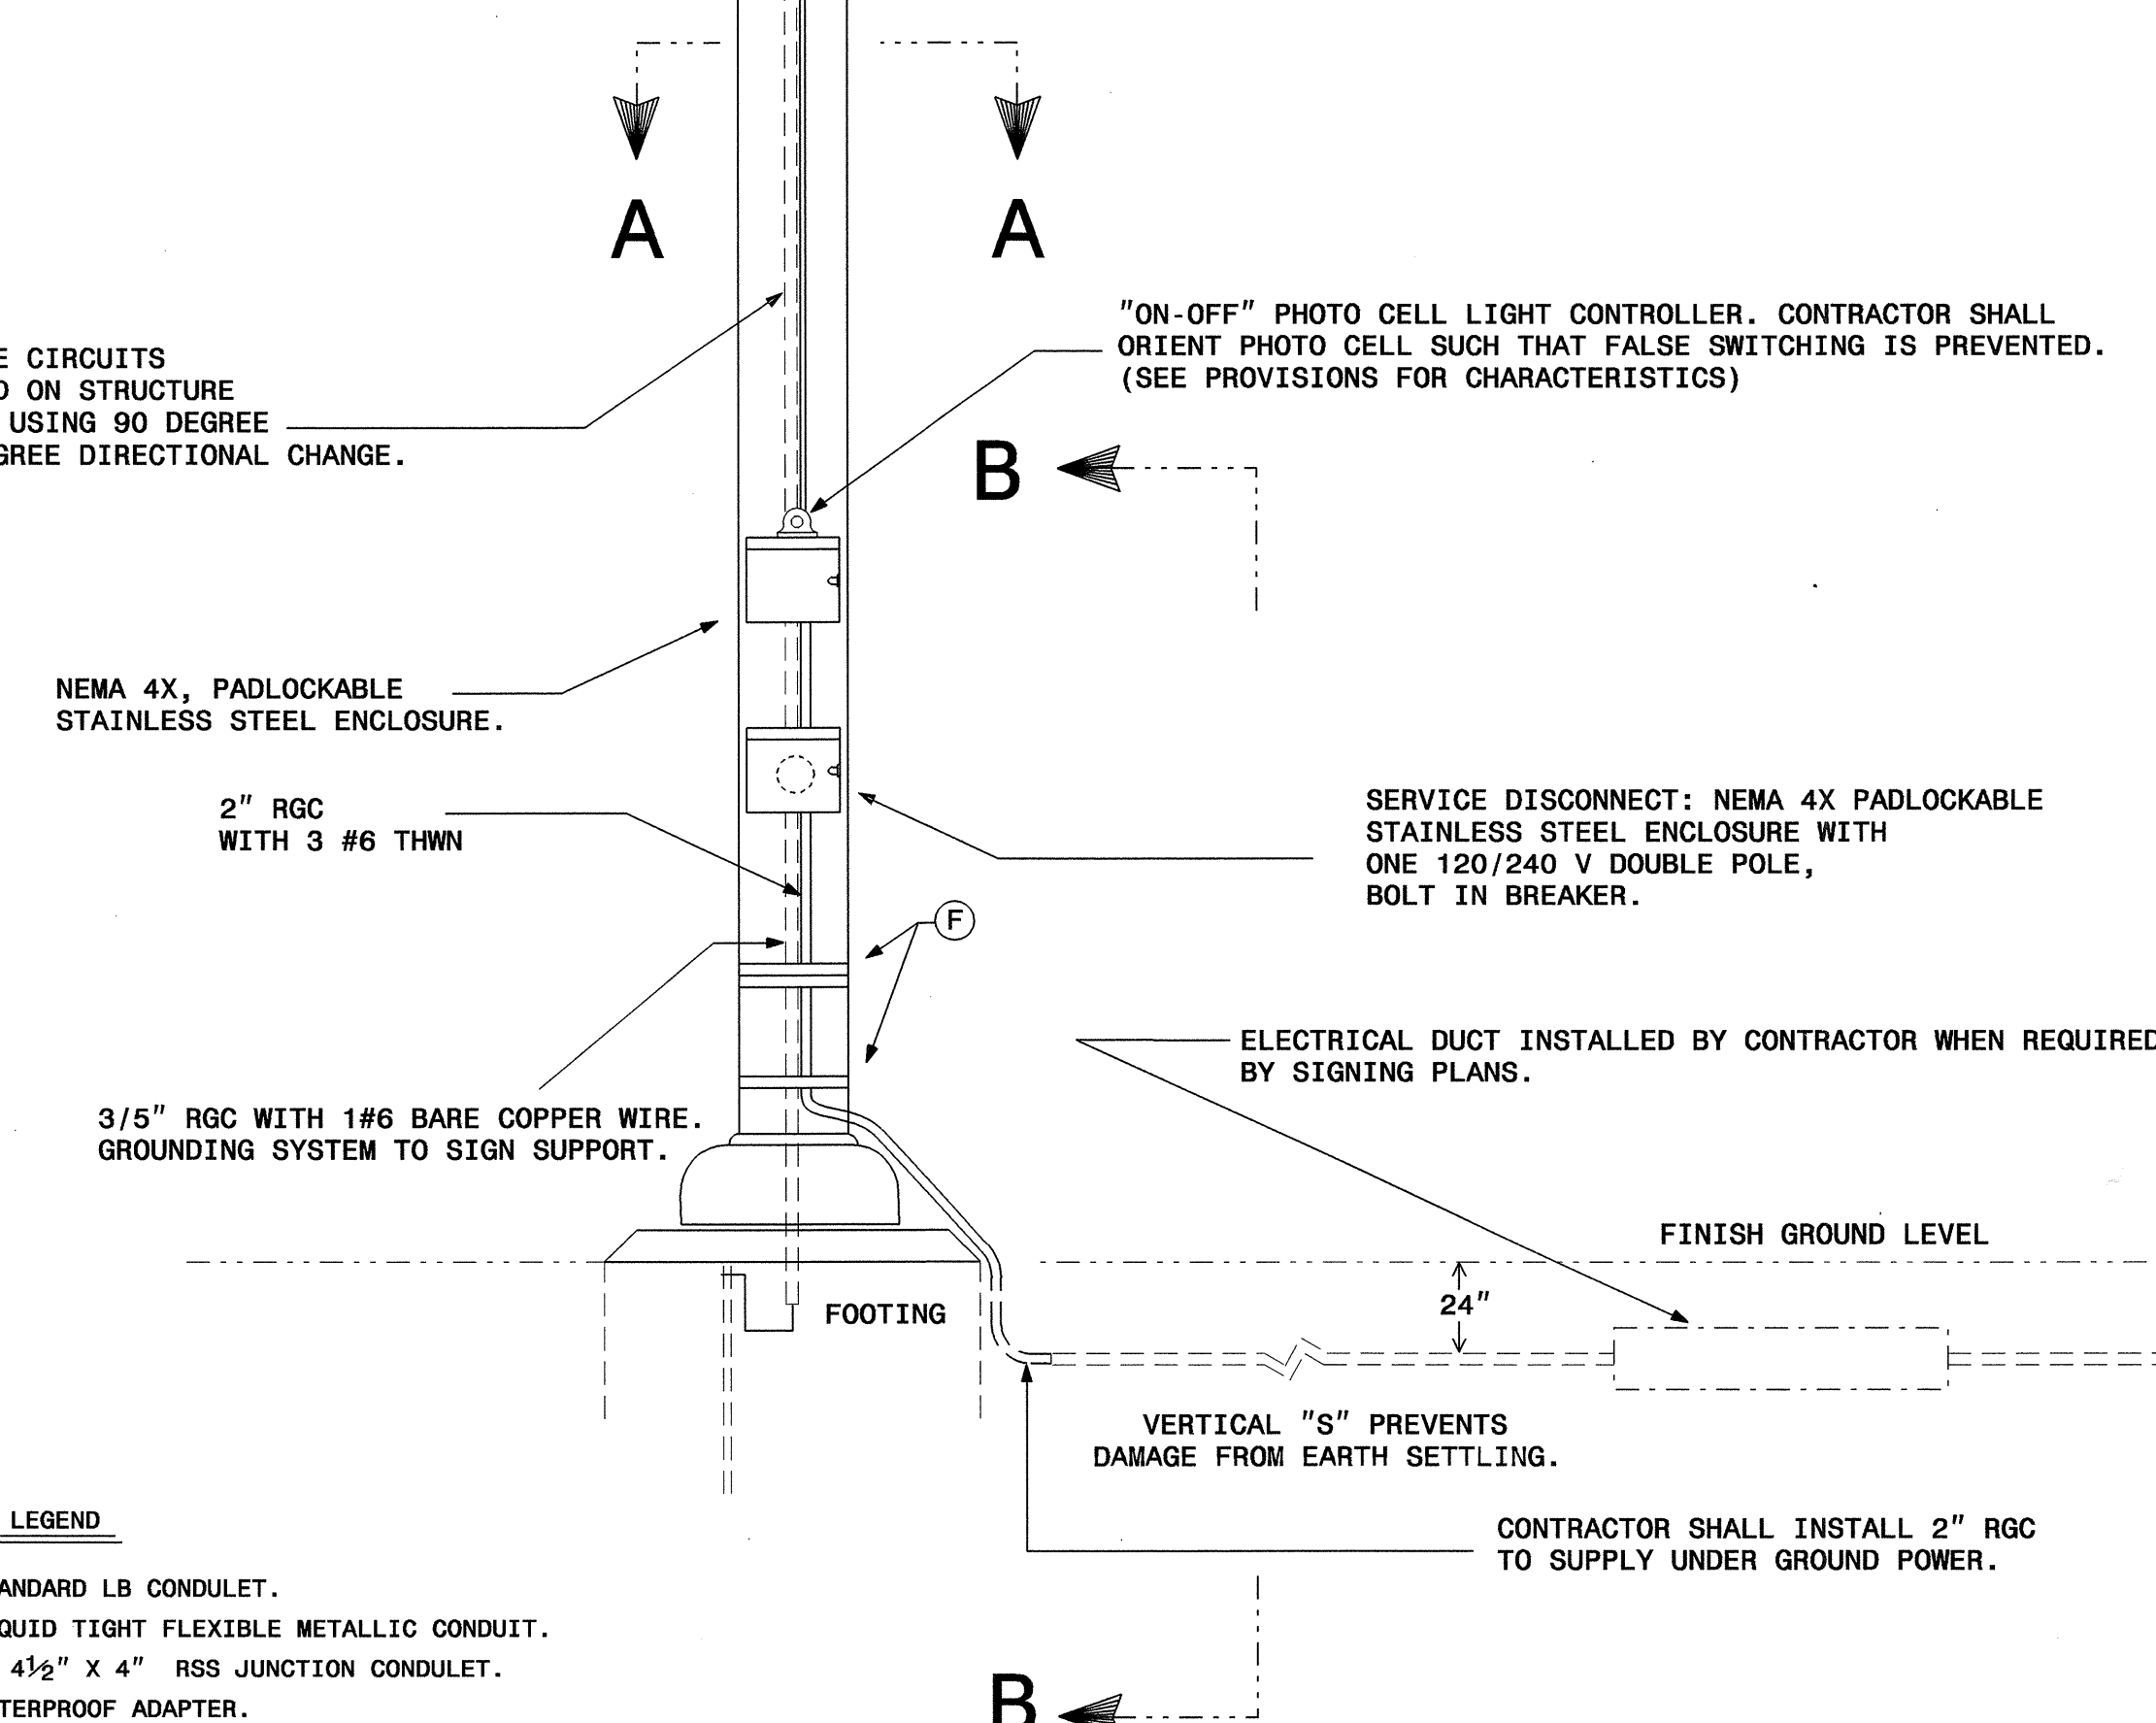 A A
"ON-OFF" PHOTO CELL LIGHT CONTROLLER. CONTRACTOR SHALL
ORIENT PHOTO CELL SUCH THAT FALSE SWITCHING IS PREVENTED.
(SEE PROVISIONS FOR CHARACTERISTICS)
E CIRCUITS
ON STRUCTURE
USING 90 DEGREE
GREE DIRECTIONAL CHANGE.
B
NEMA 4X, PADLOCKABLE
STAINLESS STEEL ENCLOSURE.
2" RGC
WITH 3 #6 THWN
SERVICE DISCONNECT: NEMA 4X PADLOCKABLE
STAINLESS STEEL ENCLOSURE WITH
ONE 120/240 V DOUBLE POLE,
BOLT IN BREAKER.
F
ELECTRICAL DUCT INSTALLED BY CONTRACTOR WHEN REQUIRED
BY SIGNING PLANS.
3/5" RGC WITH 1#6 BARE COPPER WIRE.
GROUNDING SYSTEM TO SIGN SUPPORT.
FINISH GROUND LEVEL
24"
FOOTING
VERTICAL "S" PREVENTS
DAMAGE FROM EARTH SETTLING.
CONTRACTOR SHALL INSTALL 2" RGC
TO SUPPLY UNDER GROUND POWER.
LEGEND
ANDARD LB CONDULET.
QUID TIGHT FLEXIBLE METALLIC CONDUIT.
4½" X 4" RSS JUNCTION CONDULET.
TERPROOF ADAPTER.
B